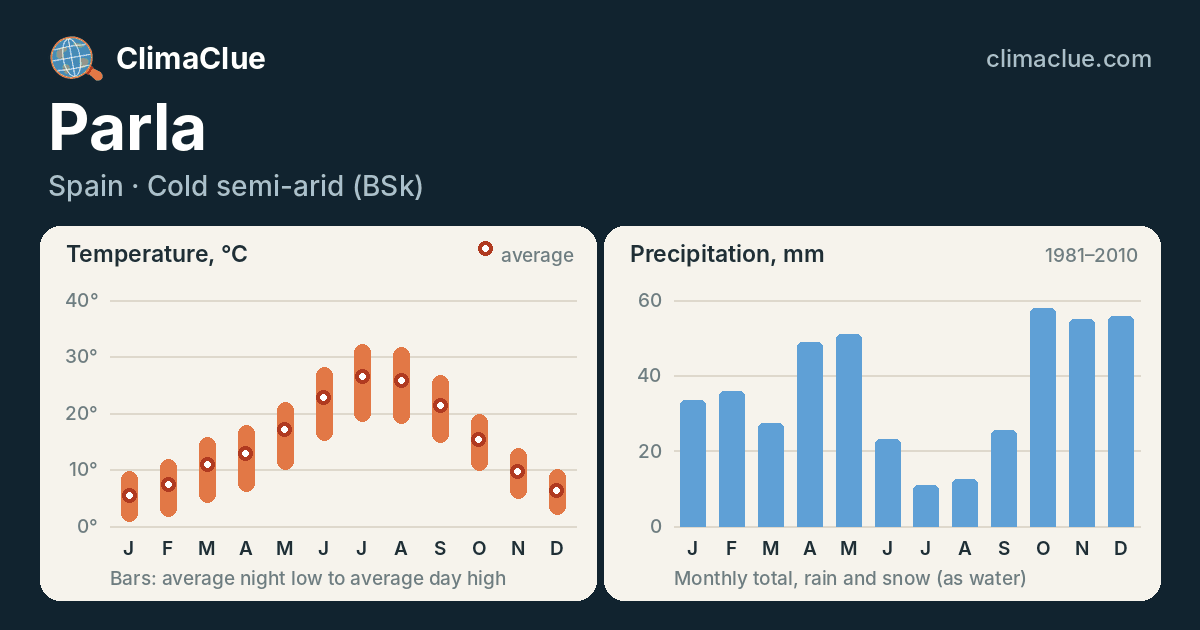 ClimaClue
climaclue.com
Parla
Spain · Cold semi-arid (BSk)
Temperature, °C
average
40°
30°
20°
10°
0°
J F M A M J J A S O N D
Bars: average night low to average day high
Precipitation, mm
1981–2010
60
40
20
0
J F M A M J J A S O N D
Monthly total, rain and snow (as water)